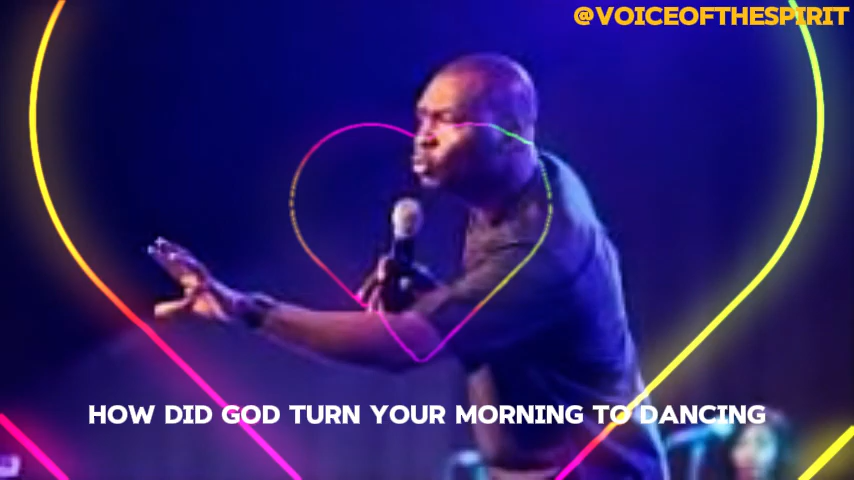 @VOICEOFTHESPIRIT
HOW DID GOD TURN YOUR MORNING TO DANCING